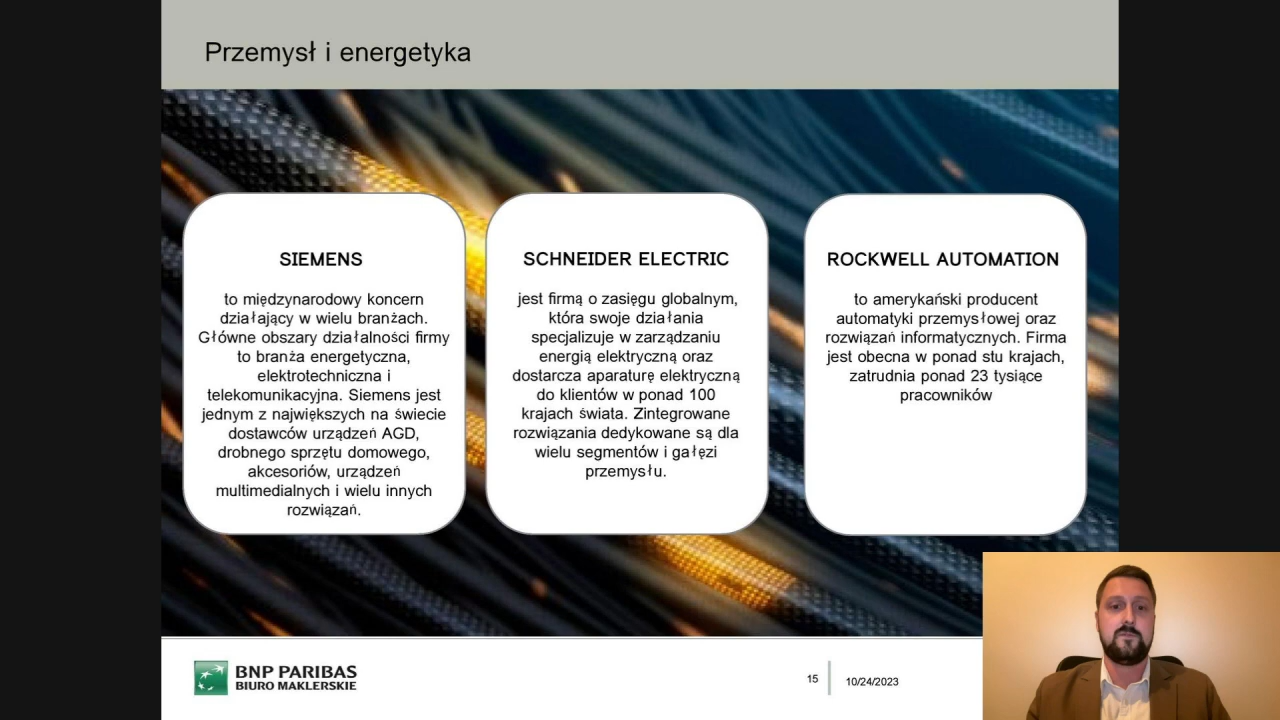 Przemysł i energetyka
SIEMENS
to międzynarodowy koncern
działający w wielu branżach.
Główne obszary działalności firmy
to branża energetyczna,
elektrotechniczna i
telekomunikacyjna. Siemens jest
jednym z największych na świecie
dostawców urządzeń AGD,
drobnego sprzętu domowego,
akcesoriów, urządzeń
multimedialnych i wielu innych
rozwiązań.
SCHNEIDER ELECTRIC
jest firmą o zasięgu globalnym,
która swoje działania
specjalizuje w zarządzaniu
energią elektryczną oraz
dostarcza aparaturę elektryczną
do klientów w ponad 100
krajach świata. Zintegrowane
rozwiązania dedykowane są dla
wielu segmentów i gałęzi
przemysłu.
ROCKWELL AUTOMATION
to amerykański producent
automatyki przemysłowej oraz
rozwiązań informatycznych. Firma
jest obecna w ponad stu krajach,
zatrudnia ponad 23 tysiące
pracowników
BNP PARIBAS
BIURO MAKLERSKIE
15
10/24/2023